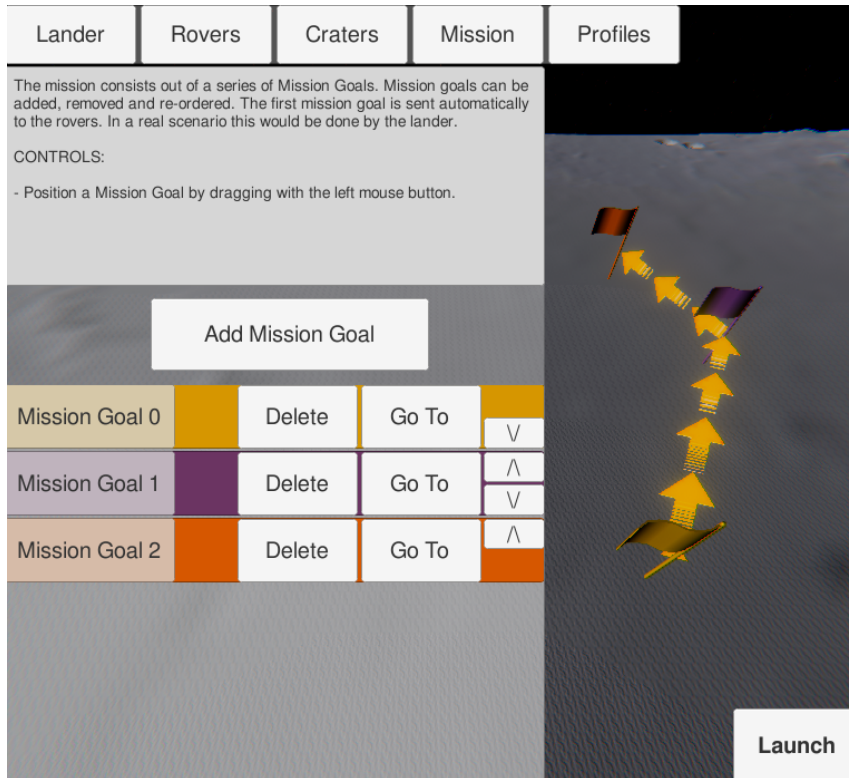 Lander Rovers Craters Mission Profiles
The mission consists out of a series of Mission Goals. Mission goals can be
added, removed and re-ordered. The first mission goal is sent automatically
to the rovers. In a real scenario this would be done by the lander.
CONTROLS:
- Position a Mission Goal by dragging with the left mouse button.
Add Mission Goal
Mission Goal 0 Delete Go To \/
Mission Goal 1 Delete Go To /\ \/
Mission Goal 2 Delete Go To /\
Launch